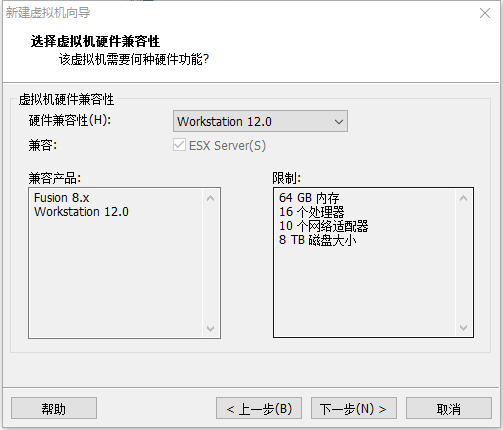 新建虚拟机向导
选择虚拟机硬件兼容性
该虚拟机需要何种硬件功能?
虚拟机硬件兼容性
硬件兼容性(H):
Workstation 12.0
兼容:
ESX Server(S)
兼容产品:
Fusion 8.x
Workstation 12.0
限制:
64 GB 内存
16 个处理器
10 个网络适配器
8 TB 磁盘大小
帮助
< 上一步(B)
下一步(N) >
取消